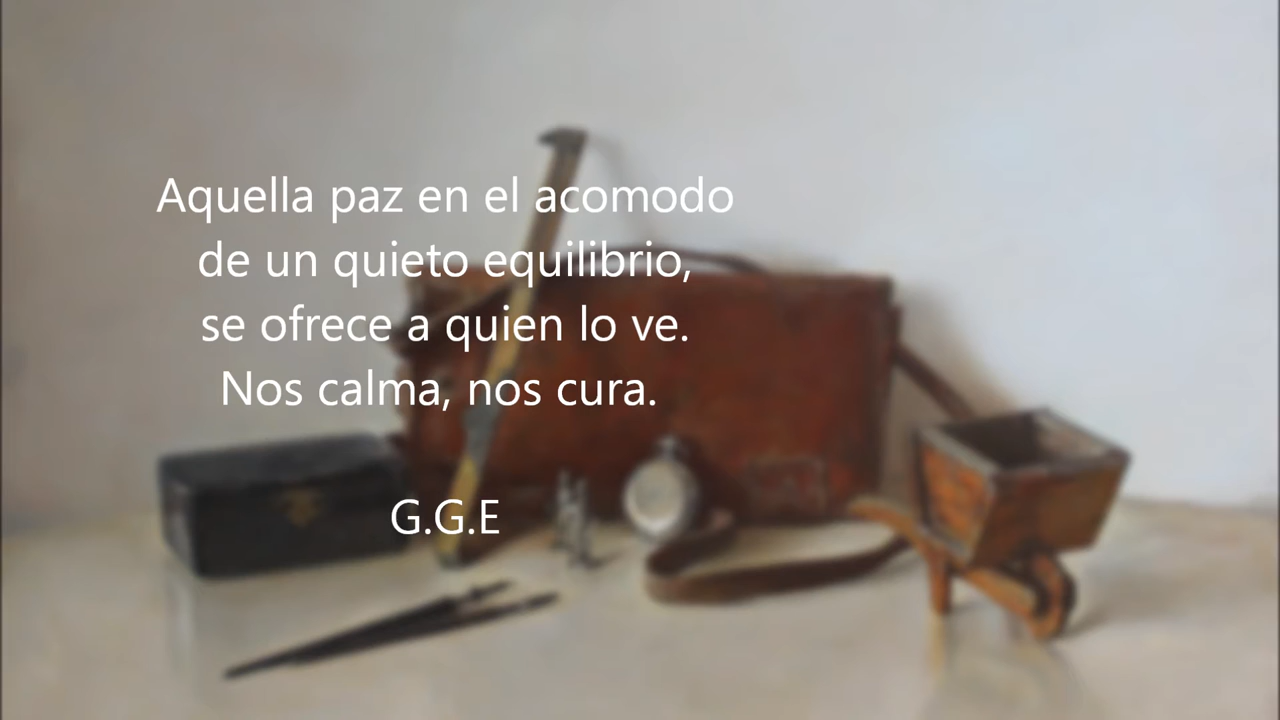 Aquella paz en el acomodo
de un quieto equilibrio,
se ofrece a quien lo ve.
Nos calma, nos cura.
G.G.E